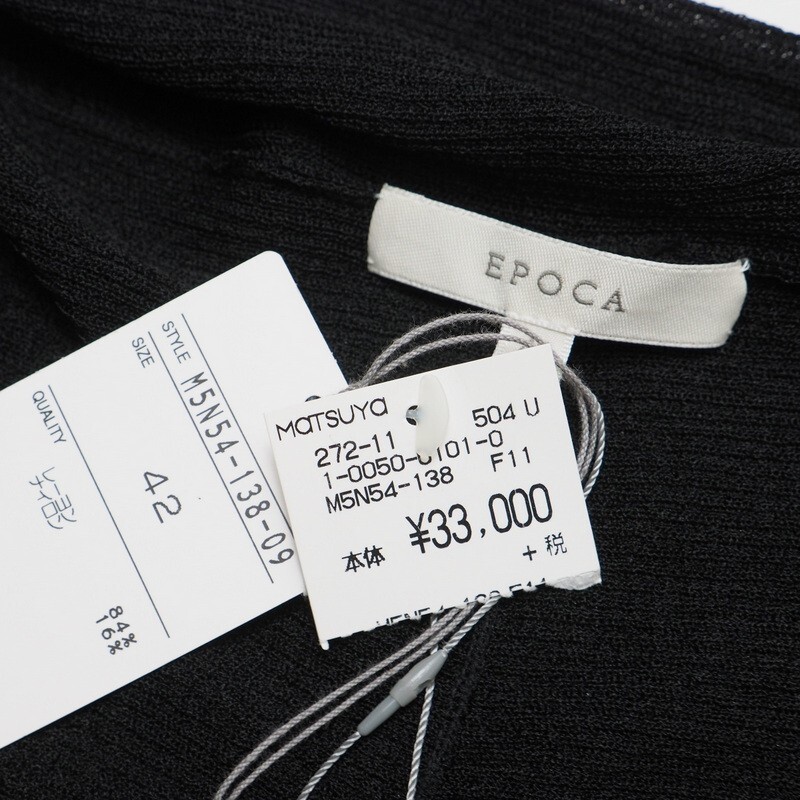 EPOCA
STYLE M5N54-138-09
SIZE 42
QUALITY レーヨン 84%
ナイロン 16%
MATSUYA 504 U
272-11
1-0050-0101-0
M5N54-138 F11
本体 ¥33,000
+税